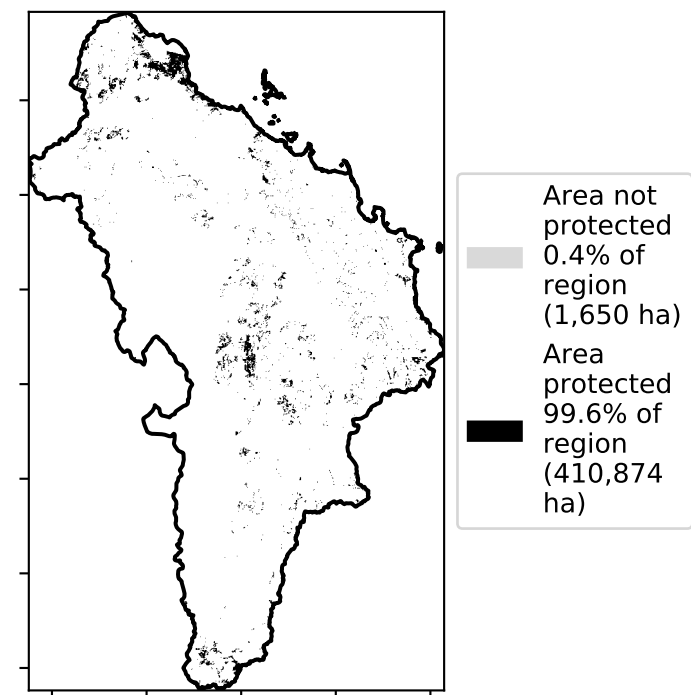 Area not
protected
0.4% of
region
(1,650 ha)
Area
protected
99.6% of
region
(410,874
ha)